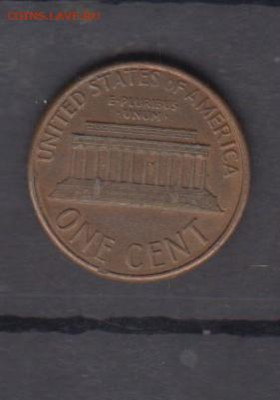 COINS.LAVE.RU
UNITED STATES OF AMERICA
E·PLURIBUS
UNUM
ONE CENT